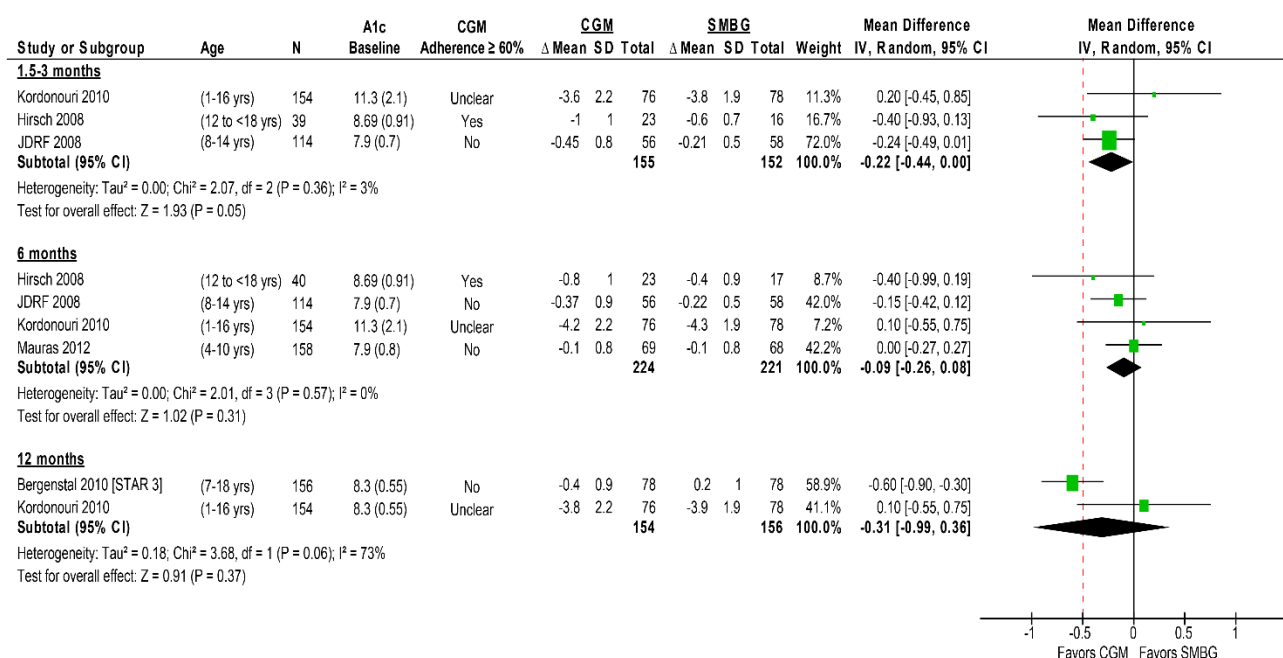 A1c CGM CGM SMBG Mean Difference Mean Difference
Study or Subgroup Age N Baseline Adherence ≥ 60% Δ Mean SD Total Δ Mean SD Total Weight IV, Random, 95% CI IV, Random, 95% CI
1.5-3 months
Kordonouri 2010 (1-16 yrs) 154 11.3 (2.1) Unclear -3.6 2.2 76 -3.8 1.9 78 11.3% 0.20 [-0.45, 0.85]
Hirsch 2008 (12 to <18 yrs) 39 8.69 (0.91) Yes -1 1 23 -0.6 0.7 16 16.7% -0.40 [-0.93, 0.13]
JDRF 2008 (8-14 yrs) 114 7.9 (0.7) No -0.45 0.8 56 -0.21 0.5 58 72.0% -0.24 [-0.49, 0.01]
Subtotal (95% CI) 155 152 100.0% -0.22 [-0.44, 0.00]
Heterogeneity: Tau² = 0.00; Chi² = 2.07, df = 2 (P = 0.36); I² = 3%
Test for overall effect: Z = 1.93 (P = 0.05)
6 months
Hirsch 2008 (12 to <18 yrs) 40 8.69 (0.91) Yes -0.8 1 23 -0.4 0.9 17 8.7% -0.40 [-0.99, 0.19]
JDRF 2008 (8-14 yrs) 114 7.9 (0.7) No -0.37 0.9 56 -0.22 0.5 58 42.0% -0.15 [-0.42, 0.12]
Kordonouri 2010 (1-16 yrs) 154 11.3 (2.1) Unclear -4.2 2.2 76 -4.3 1.9 78 7.2% 0.10 [-0.55, 0.75]
Mauras 2012 (4-10 yrs) 158 7.9 (0.8) No -0.1 0.8 69 -0.1 0.8 68 42.2% 0.00 [-0.27, 0.27]
Subtotal (95% CI) 224 221 100.0% -0.09 [-0.26, 0.08]
Heterogeneity: Tau² = 0.00; Chi² = 2.01, df = 3 (P = 0.57); I² = 0%
Test for overall effect: Z = 1.02 (P = 0.31)
12 months
Bergenstal 2010 [STAR 3] (7-18 yrs) 156 8.3 (0.55) No -0.4 0.9 78 0.2 1 78 58.9% -0.60 [-0.90, -0.30]
Kordonouri 2010 (1-16 yrs) 154 8.3 (0.55) Unclear -3.8 2.2 76 -3.9 1.9 78 41.1% 0.10 [-0.55, 0.75]
Subtotal (95% CI) 154 156 100.0% -0.31 [-0.99, 0.36]
Heterogeneity: Tau² = 0.18; Chi² = 3.68, df = 1 (P = 0.06); I² = 73%
Test for overall effect: Z = 0.91 (P = 0.37)
-1 -0.5 0 0.5 1
Favors CGM Favors SMBG